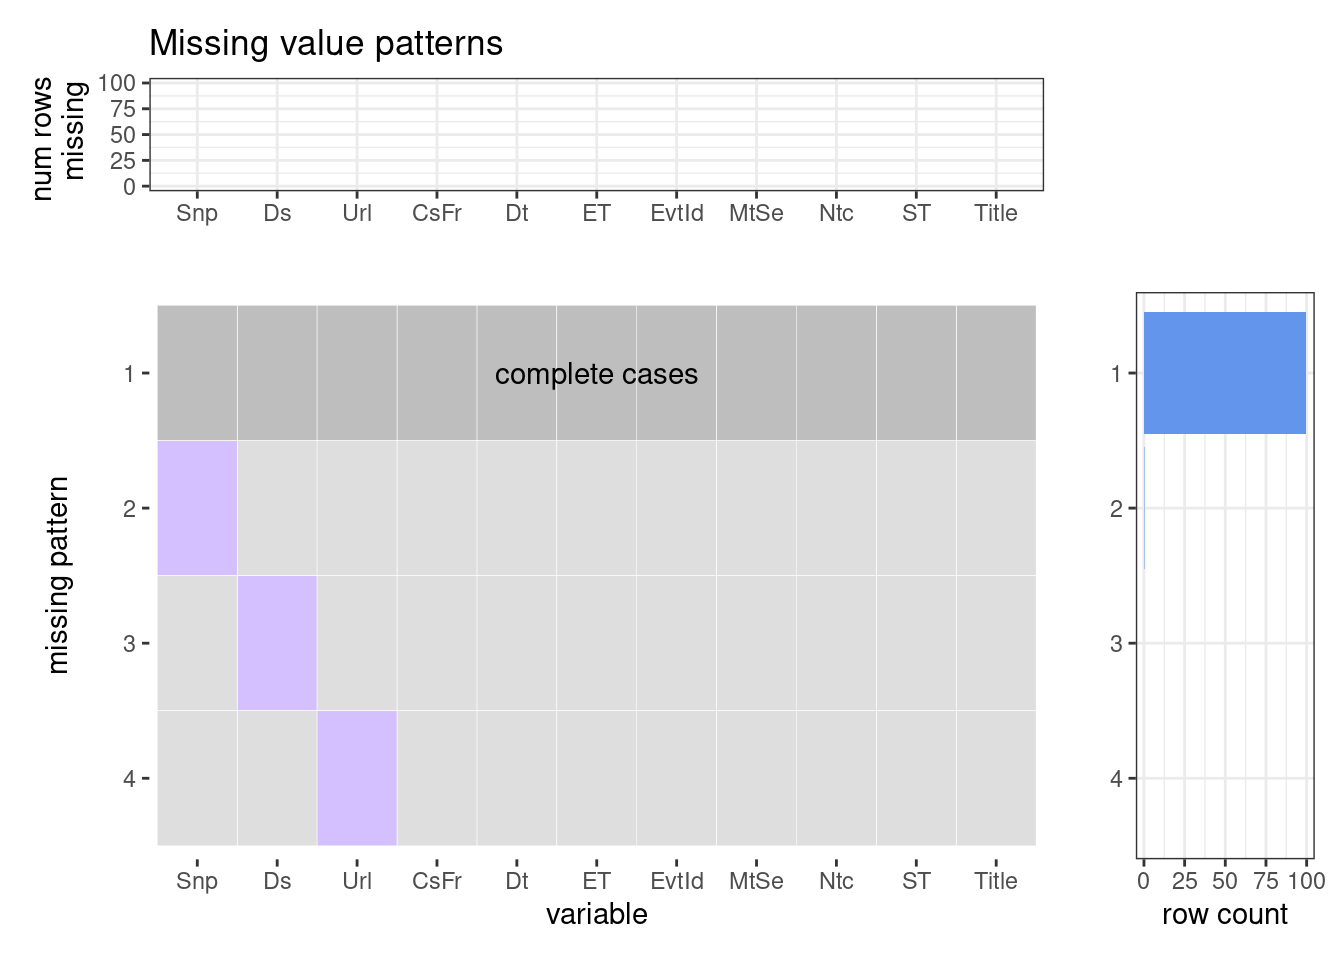 Missing value patterns
num rows
missing
100
75
50
25
0
Snp Ds Url CsFr Dt ET EvtId MtSe Ntc ST Title
missing pattern
1 complete cases 1
2 2
3 3
4 4
Snp Ds Url CsFr Dt ET EvtId MtSe Ntc ST Title 0 25 50 75 100
variable row count